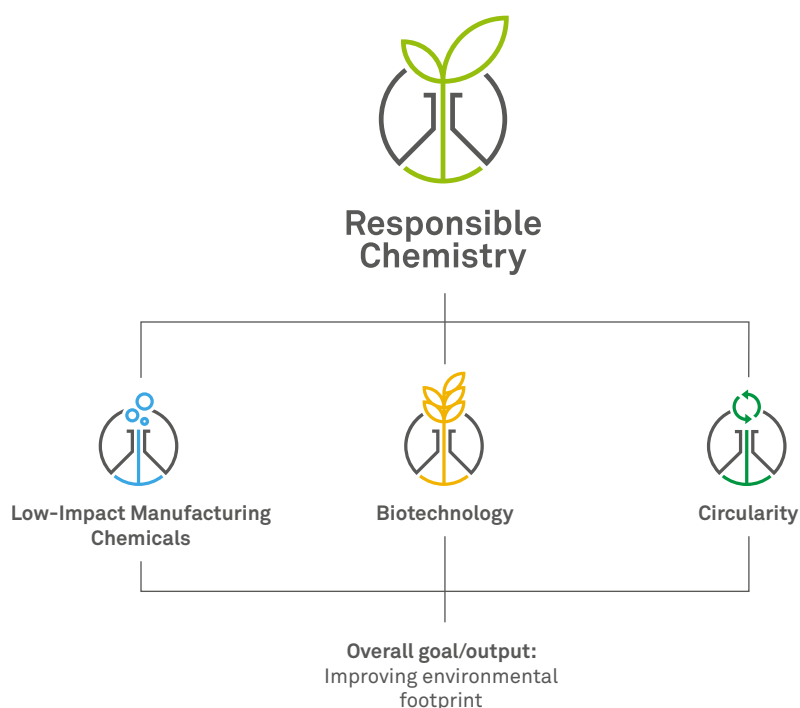 Responsible
Chemistry
Low-Impact Manufacturing
Chemicals
Biotechnology
Circularity
Overall goal/output:
Improving environmental
footprint